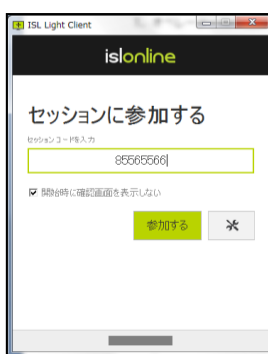 ISL Light Client
islonline
セッションに参加する
セッションコードを入力
85565566
開始時に確認画面を表示しない
参加する